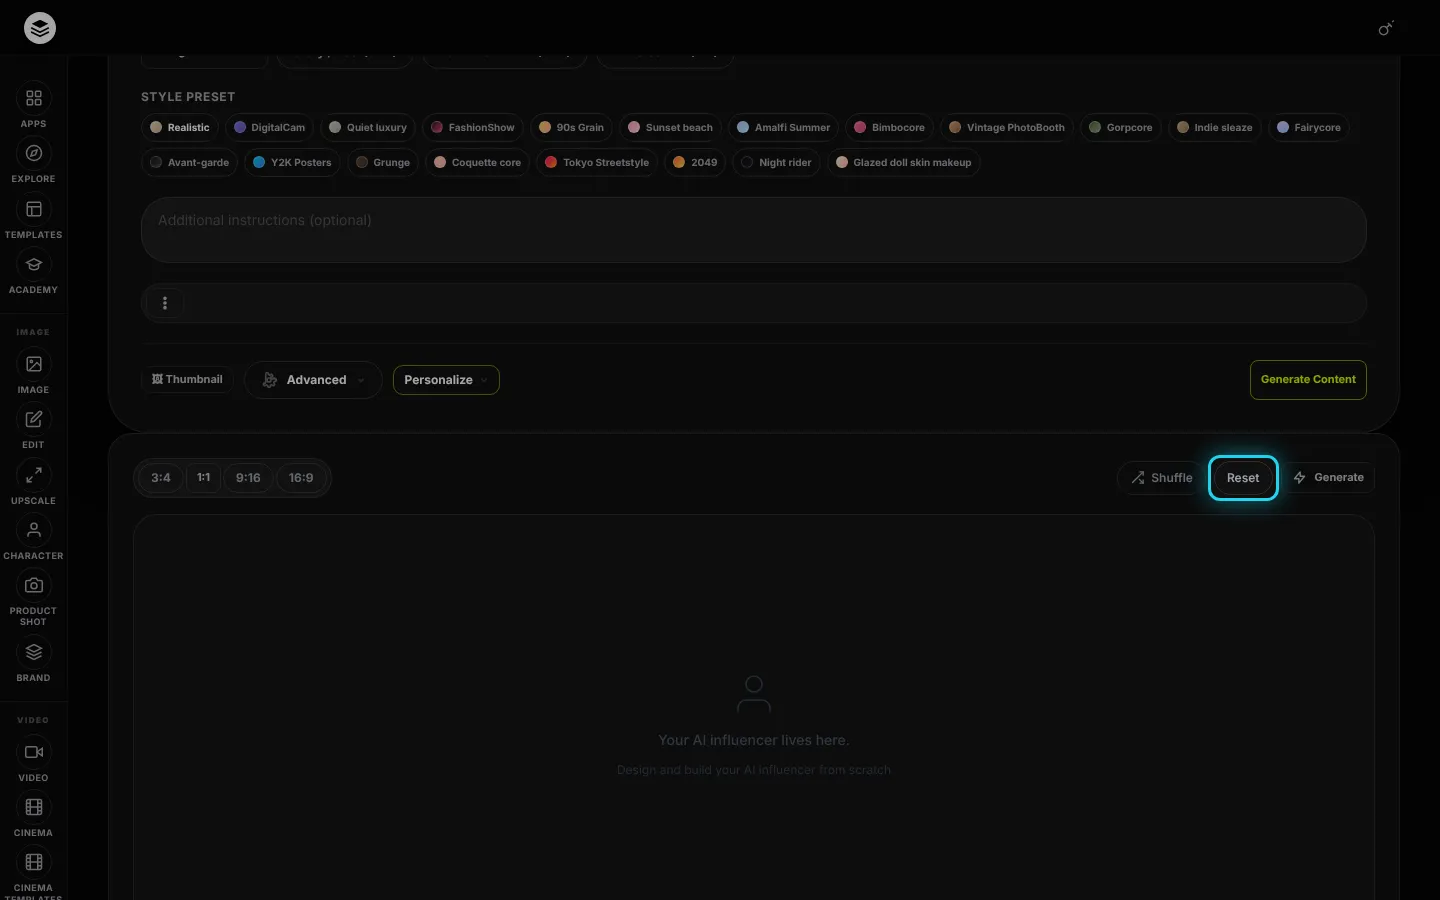 STYLE PRESET
Realistic
DigitalCam
Quiet luxury
FashionShow
90s Grain
Sunset beach
Amalfi Summer
Bimbocore
Vintage PhotoBooth
Gorpcore
Indie sleaze
Fairycore
Avant-garde
Y2K Posters
Grunge
Coquette core
Tokyo Streetstyle
2049
Night rider
Glazed doll skin makeup
Additional instructions (optional)
Thumbnail
Advanced
Personalize
Generate Content
3:4
1:1
9:16
16:9
Shuffle
Reset
Generate
Your AI influencer lives here.
Design and build your AI influencer from scratch
APPS
EXPLORE
TEMPLATES
ACADEMY
IMAGE
IMAGE
EDIT
UPSCALE
CHARACTER
PRODUCT
SHOT
BRAND
VIDEO
VIDEO
CINEMA
CINEMA
TEMPLATES